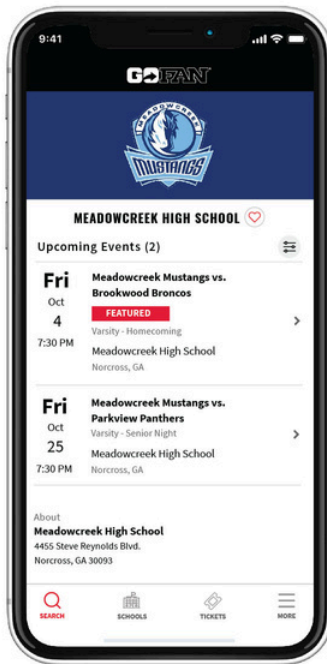 9:41
GOFAN
MEADOWCREEK
MUSTANGS
MEADOWCREEK HIGH SCHOOL
Upcoming Events (2)
Fri
Oct
4
7:30 PM
Meadowcreek Mustangs vs.
Brookwood Broncos
FEATURED
Varsity - Homecoming
Meadowcreek High School
Norcross, GA
Fri
Oct
25
7:30 PM
Meadowcreek Mustangs vs.
Parkview Panthers
Varsity - Senior Night
Meadowcreek High School
Norcross, GA
About
Meadowcreek High School
4455 Steve Reynolds Blvd.
Norcross, GA 30093
SEARCH
SCHOOLS
TICKETS
MORE